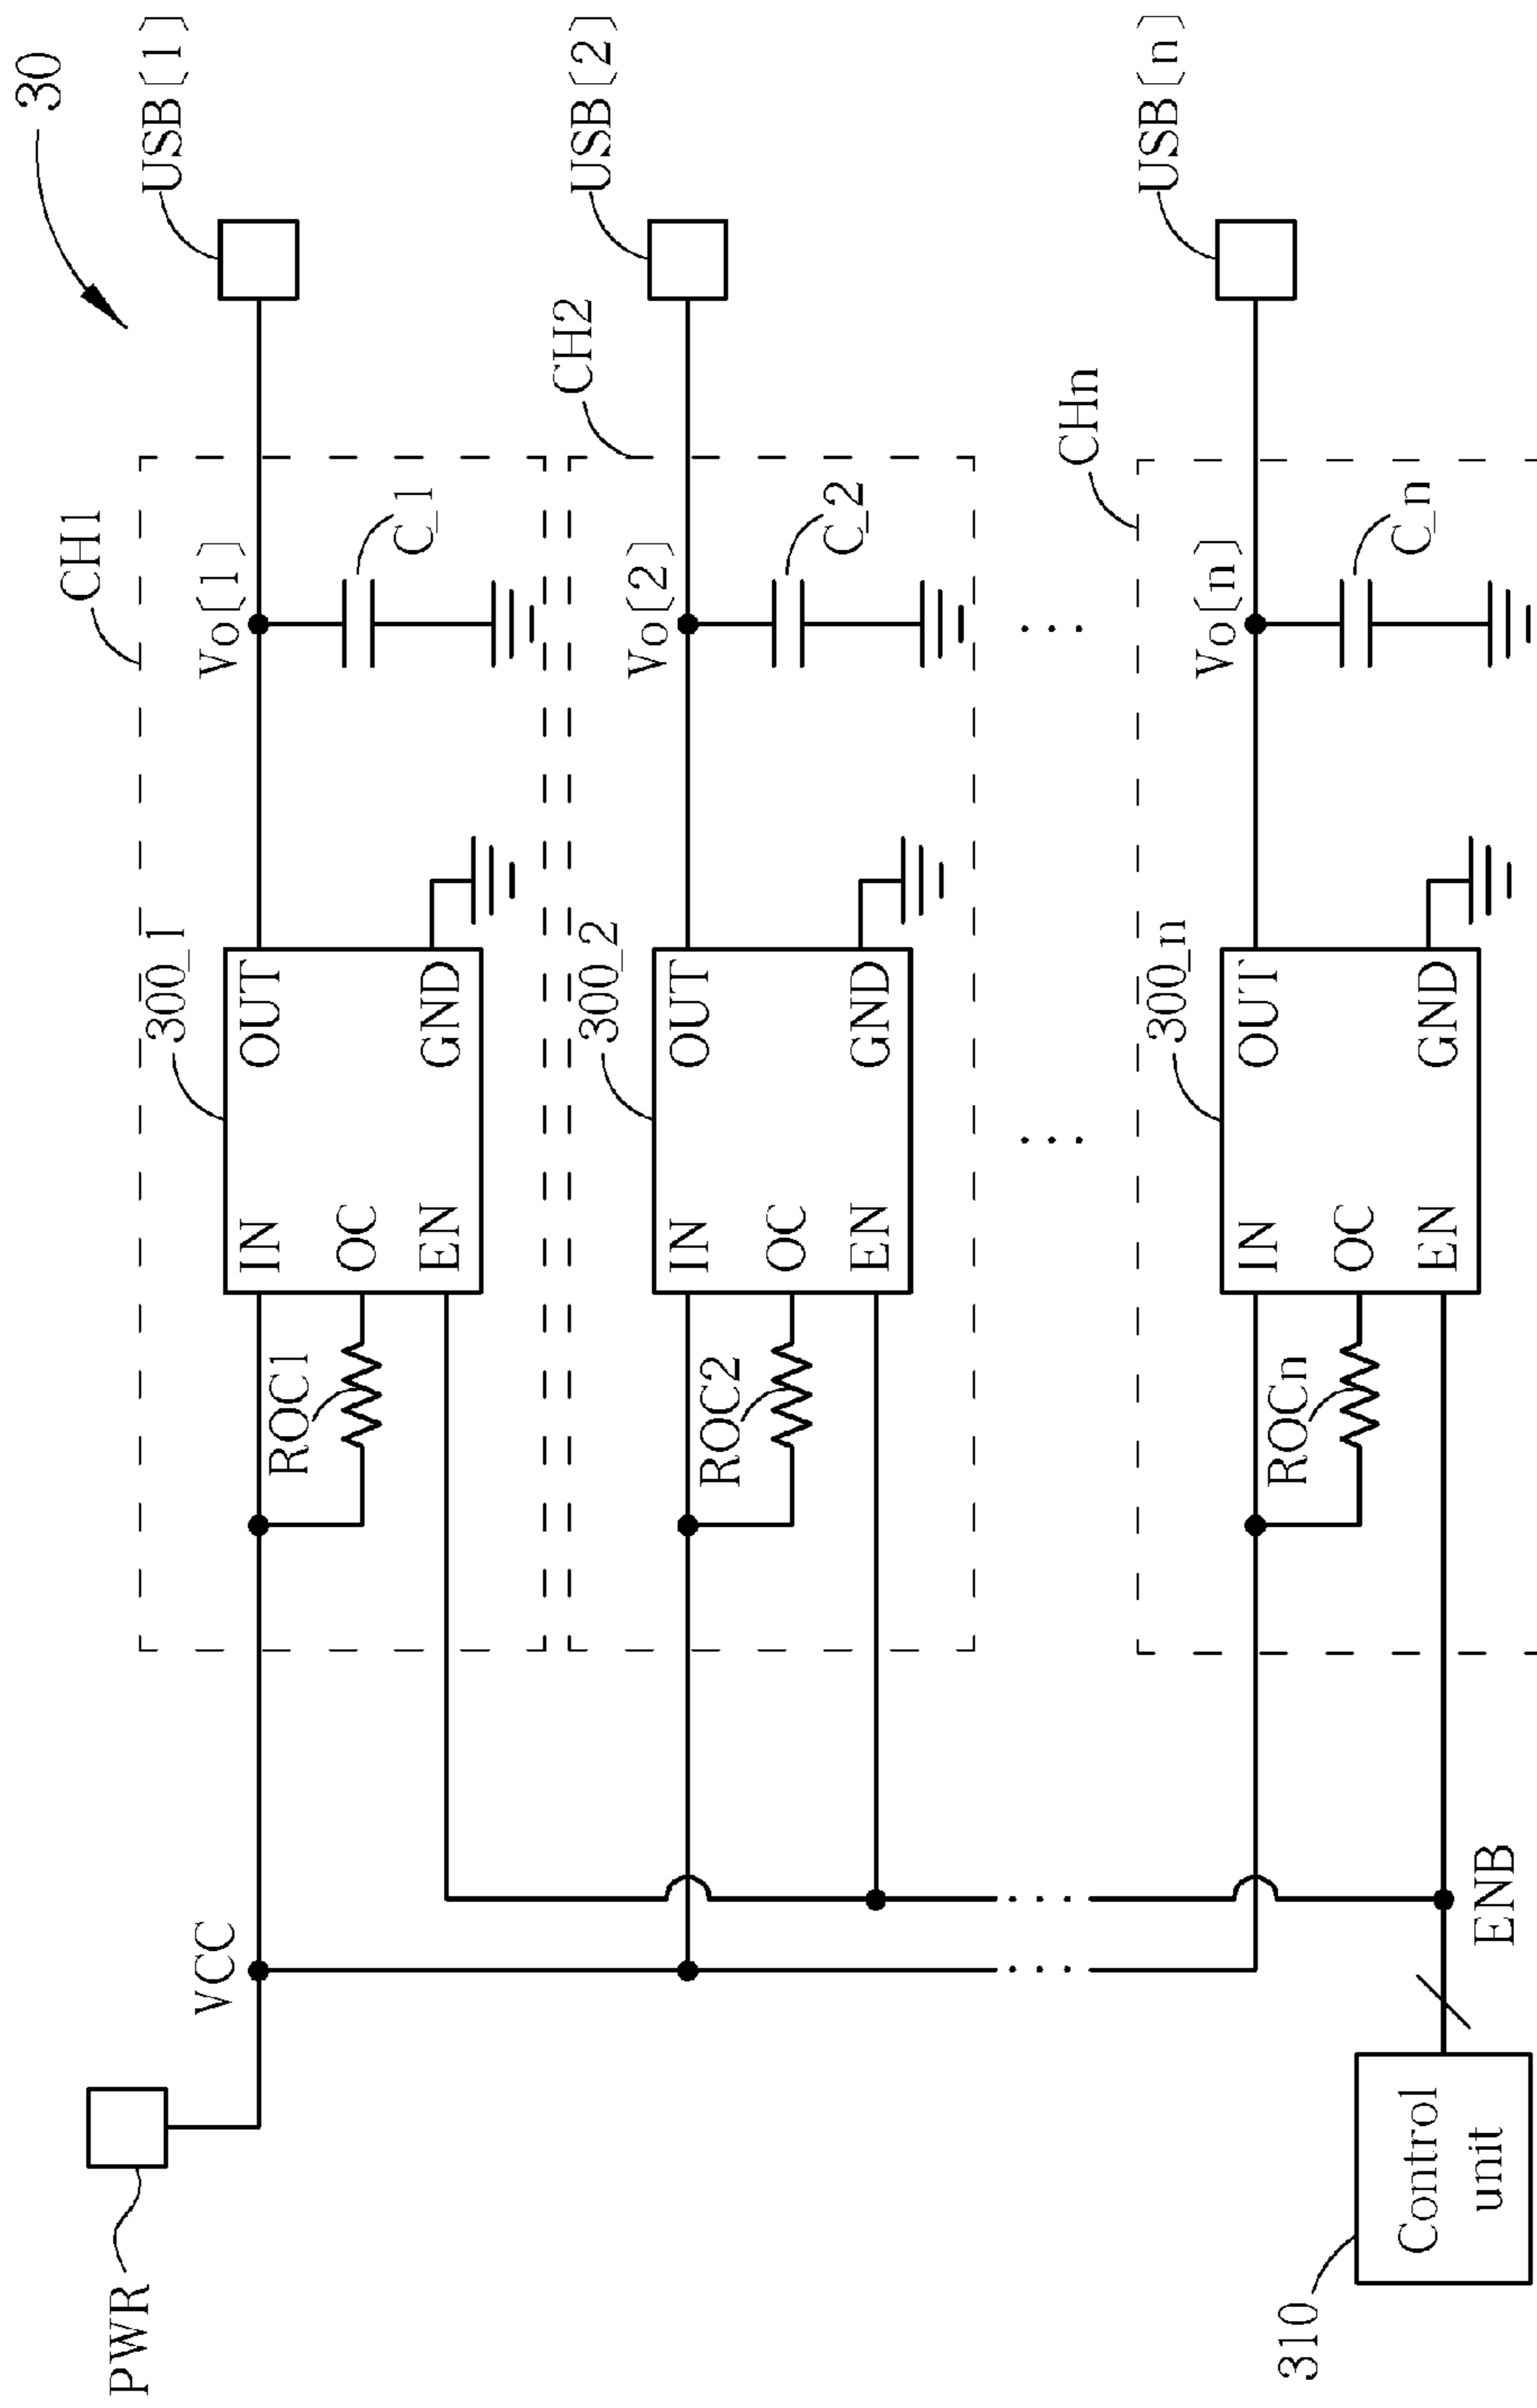 30
PWR
VCC
CH1
300_1
IN
OUT
OC
EN
GND
ROC1
Vo(1)
C_1
USB(1)
CH2
300_2
IN
OUT
OC
EN
GND
ROC2
Vo(2)
C_2
USB(2)
...
...
...
...
CHn
300_n
IN
OUT
OC
EN
GND
ROCn
Vo(n)
C_n
USB(n)
310
Control
unit
ENB